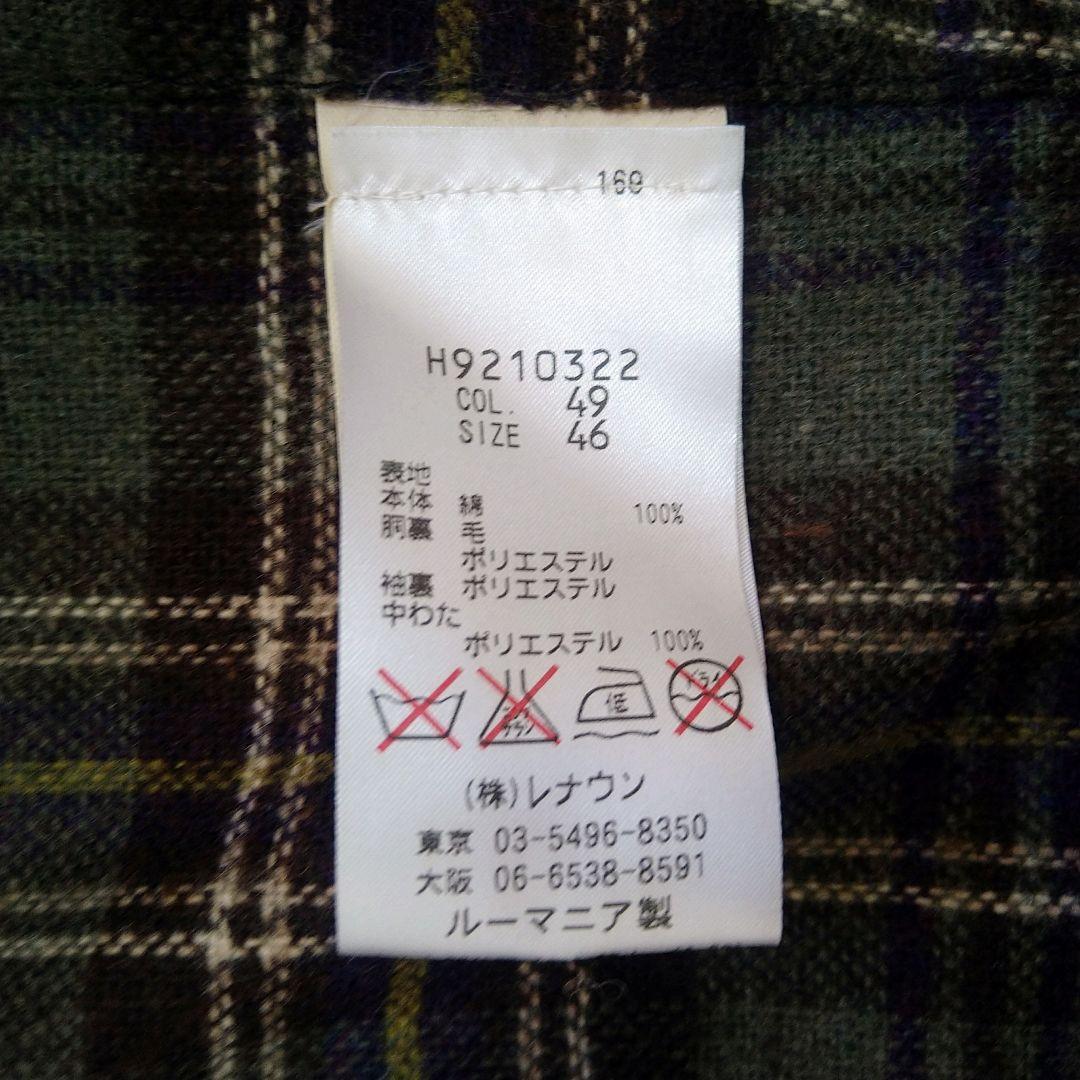 160
H9210322
COL. 49
SIZE 46
表地
本体 綿 100%
胴裏 毛
ポリエステル
袖裏 ポリエステル
中わた
ポリエステル 100%
低 ドライ
(株)レナウン
東京 03-5496-8350
大阪 06-6538-8591
ルーマニア製